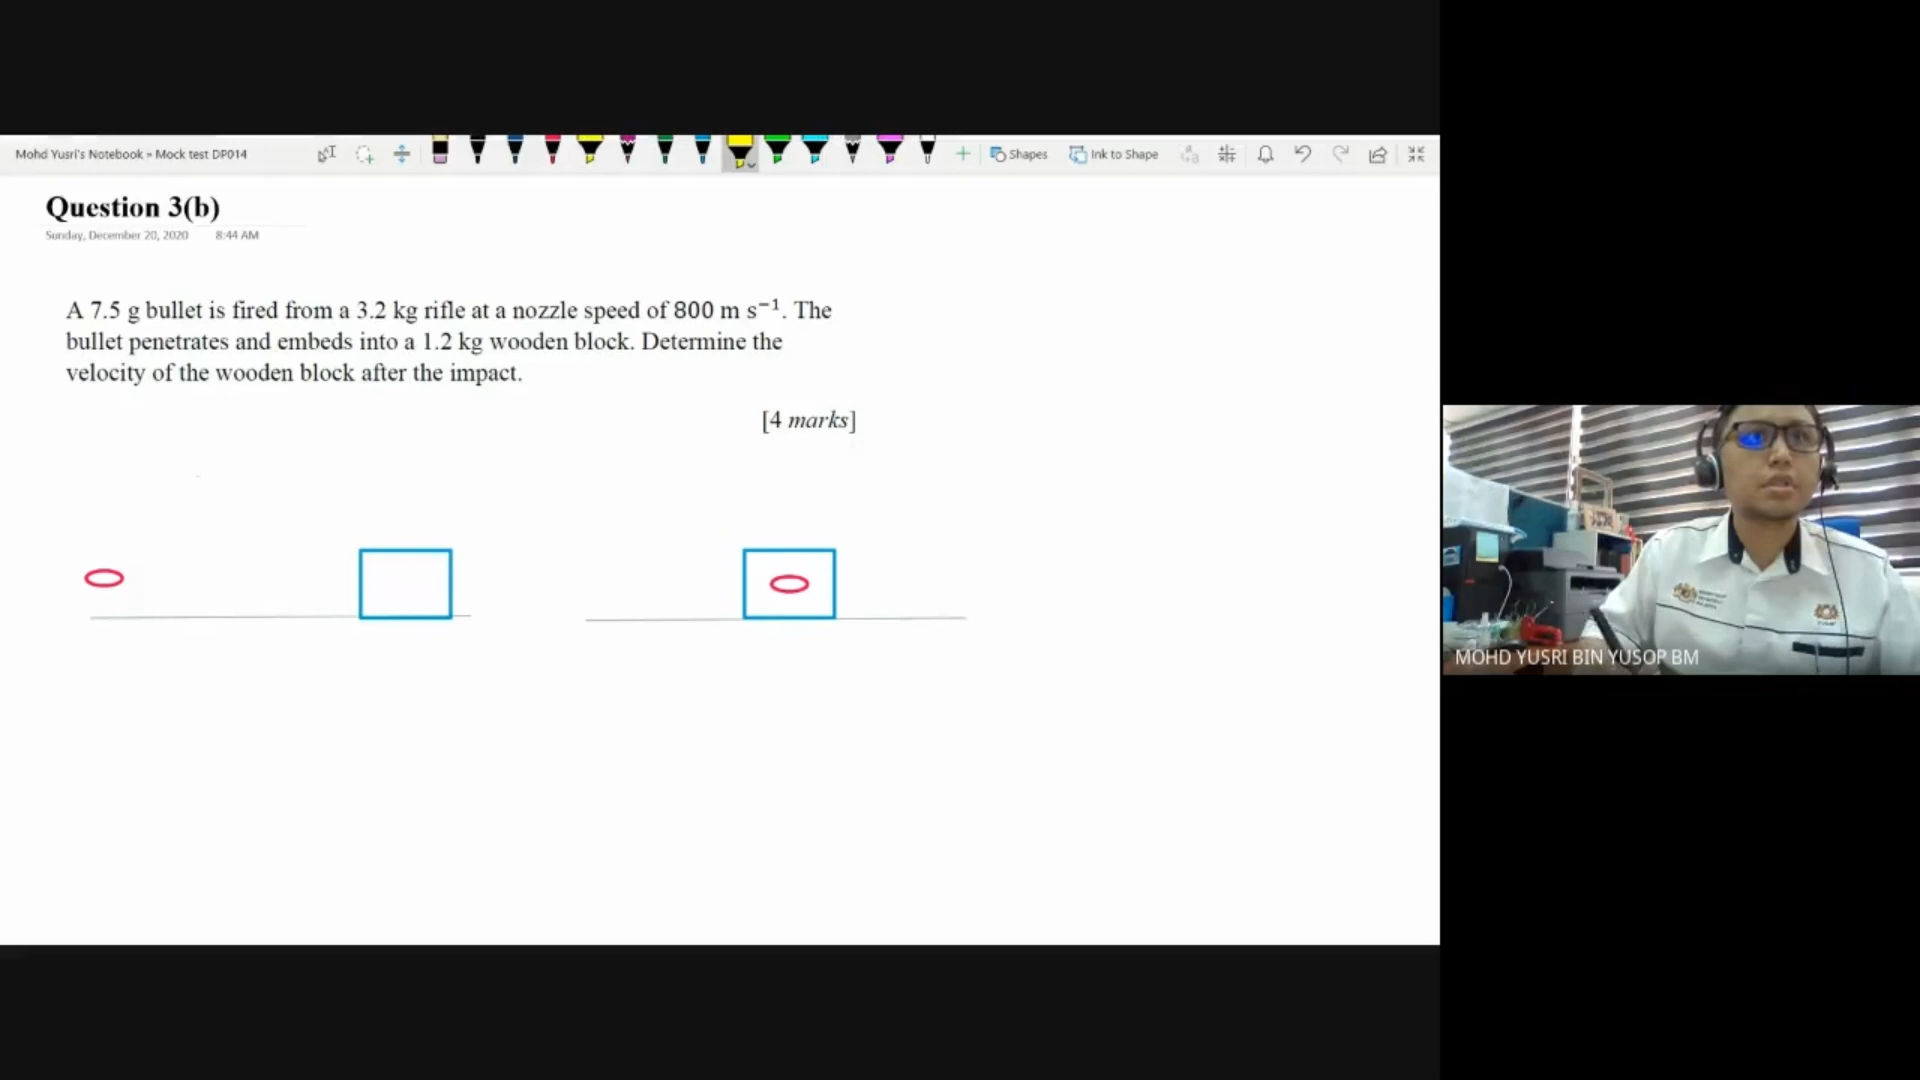 Mohd Yusri's Notebook » Mock test DP014
Shapes
Ink to Shape
Question 3(b)
Sunday, December 20, 2020 8:44 AM
A 7.5 g bullet is fired from a 3.2 kg rifle at a nozzle speed of 800 m s⁻¹. The
bullet penetrates and embeds into a 1.2 kg wooden block. Determine the
velocity of the wooden block after the impact.
[4 marks]
MOHD YUSRI BIN YUSOP BM